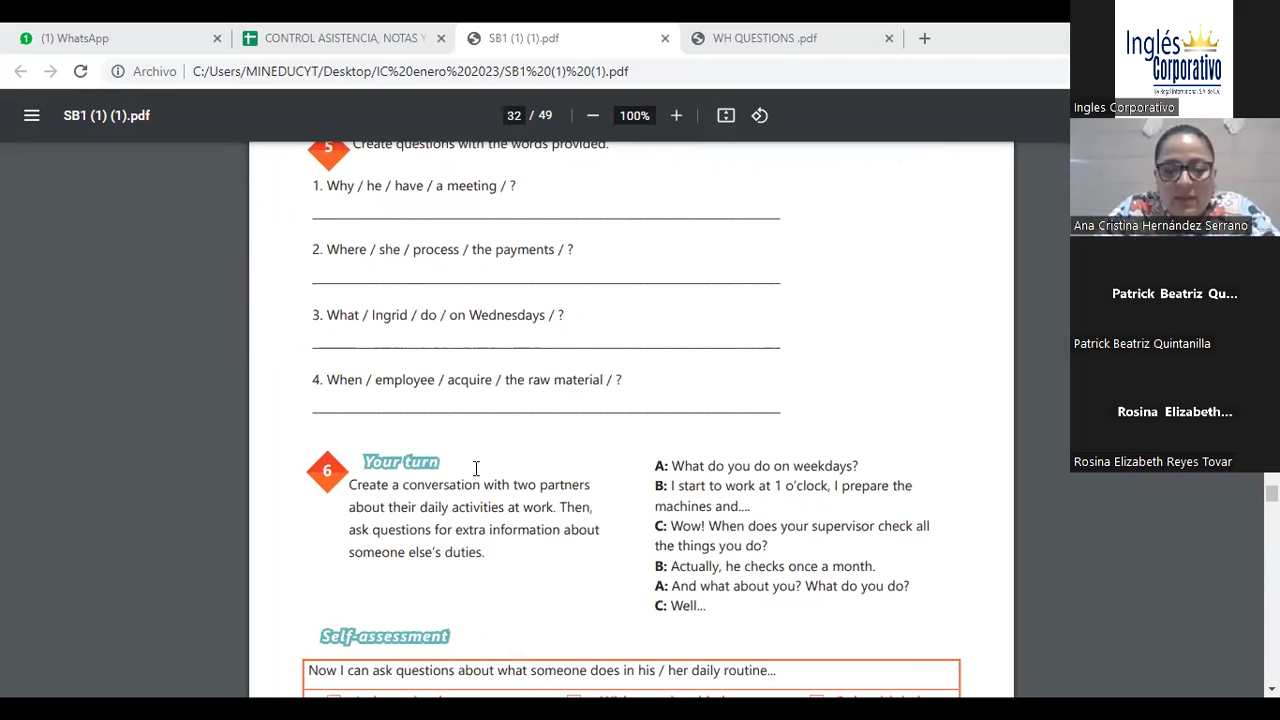 (1) WhatsApp
CONTROL ASISTENCIA, NOTAS Y
SB1 (1) (1).pdf
WH QUESTIONS .pdf
Archivo
C:/Users/MINEDUCYT/Desktop/IC%20enero%202023/SB1%20(1)%20(1).pdf
SB1 (1) (1).pdf
32 / 49
100%
5
Create questions with the words provided.
1. Why / he / have / a meeting / ?
2. Where / she / process / the payments / ?
3. What / Ingrid / do / on Wednesdays / ?
4. When / employee / acquire / the raw material / ?
6
Your turn
Create a conversation with two partners
about their daily activities at work. Then,
ask questions for extra information about
someone else's duties.
A: What do you do on weekdays?
B: I start to work at 1 o'clock, I prepare the
machines and....
C: Wow! When does your supervisor check all
the things you do?
B: Actually, he checks once a month.
A: And what about you? What do you do?
C: Well...
Self-assessment
Now I can ask questions about what someone does in his / her daily routine...
Inglés
Corporativo
Ingles Corporativo
Ana Cristina Hernández Serrano
Patrick Beatriz Qu...
Patrick Beatriz Quintanilla
Rosina Elizabeth...
Rosina Elizabeth Reyes Tovar